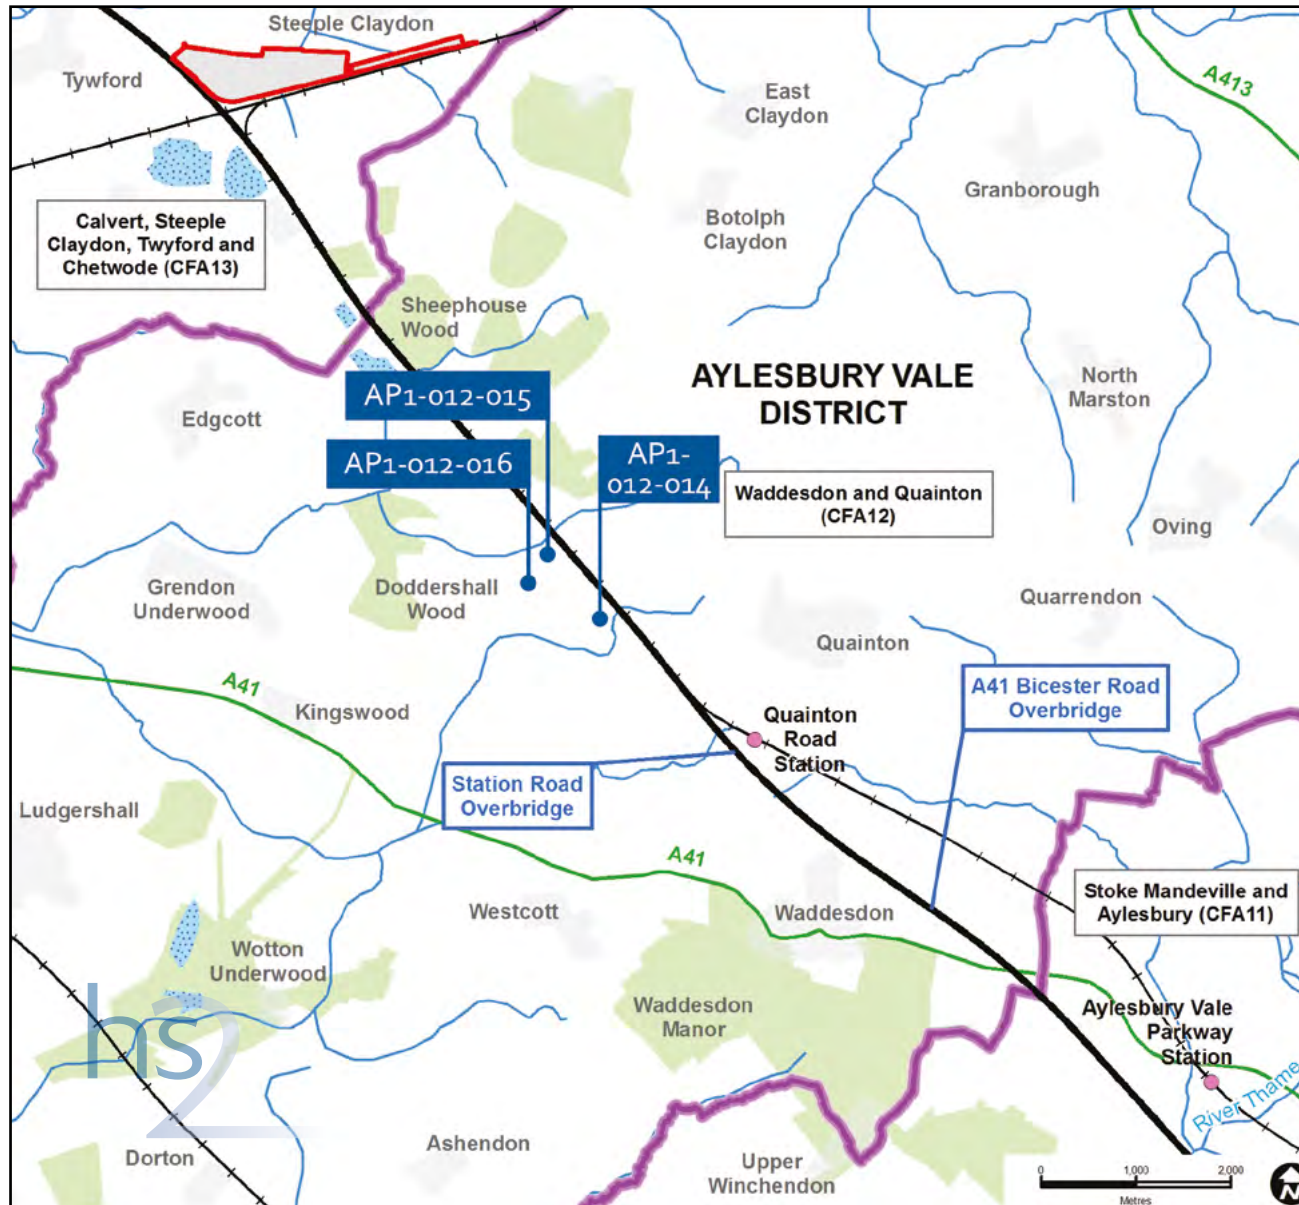 Steeple Claydon
Tywford
A413
East
Claydon
Granborough
Calvert, Steeple
Claydon, Twyford and
Chetwode (CFA13)
Botolph
Claydon
Sheephouse
Wood
AYLESBURY VALE
DISTRICT
North
Marston
AP1-012-015
Edgcott
AP1-012-016
AP1-
012-014
Waddesdon and Quainton
(CFA12)
Oving
Grendon
Underwood
Doddershall
Wood
Quarrendon
Quainton
A41
Kingswood
A41 Bicester Road
Overbridge
Quainton
Road
Station
Station Road
Overbridge
Ludgershall
A41
Stoke Mandeville and
Aylesbury (CFA11)
Westcott
Waddesdon
Wotton
Underwood
Waddesdon
Manor
Aylesbury Vale
Parkway
Station
hs2
River Thame
Ashendon
Dorton
Upper
Winchendon
0 1,000 2,000
Metres
N